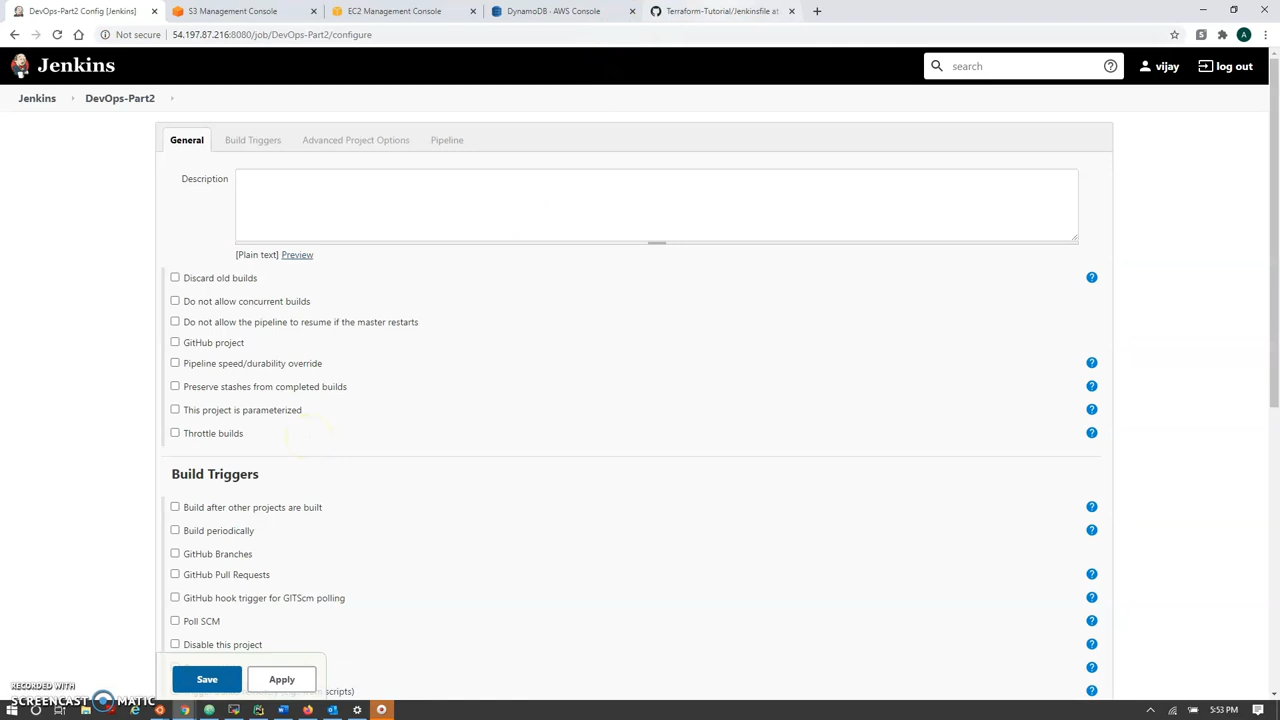 DevOps-Part2 Config [Jenkins]
S3 Management Console
EC2 Management Console
DynamoDB · AWS Console
Terraform-Tutorial/Jenkinsfile at
Not secure
54.197.87.216:8080/job/DevOps-Part2/configure
S
A
Jenkins
search
vijay
log out
Jenkins
DevOps-Part2
General
Build Triggers
Advanced Project Options
Pipeline
Description
[Plain text] Preview
Discard old builds
Do not allow concurrent builds
Do not allow the pipeline to resume if the master restarts
GitHub project
Pipeline speed/durability override
Preserve stashes from completed builds
This project is parameterized
Throttle builds
Build Triggers
Build after other projects are built
Build periodically
GitHub Branches
GitHub Pull Requests
GitHub hook trigger for GITScm polling
Poll SCM
Disable this project
scripts)
Save
Apply
RECORDED WITH
SCREENCAST MATIC
5:53 PM